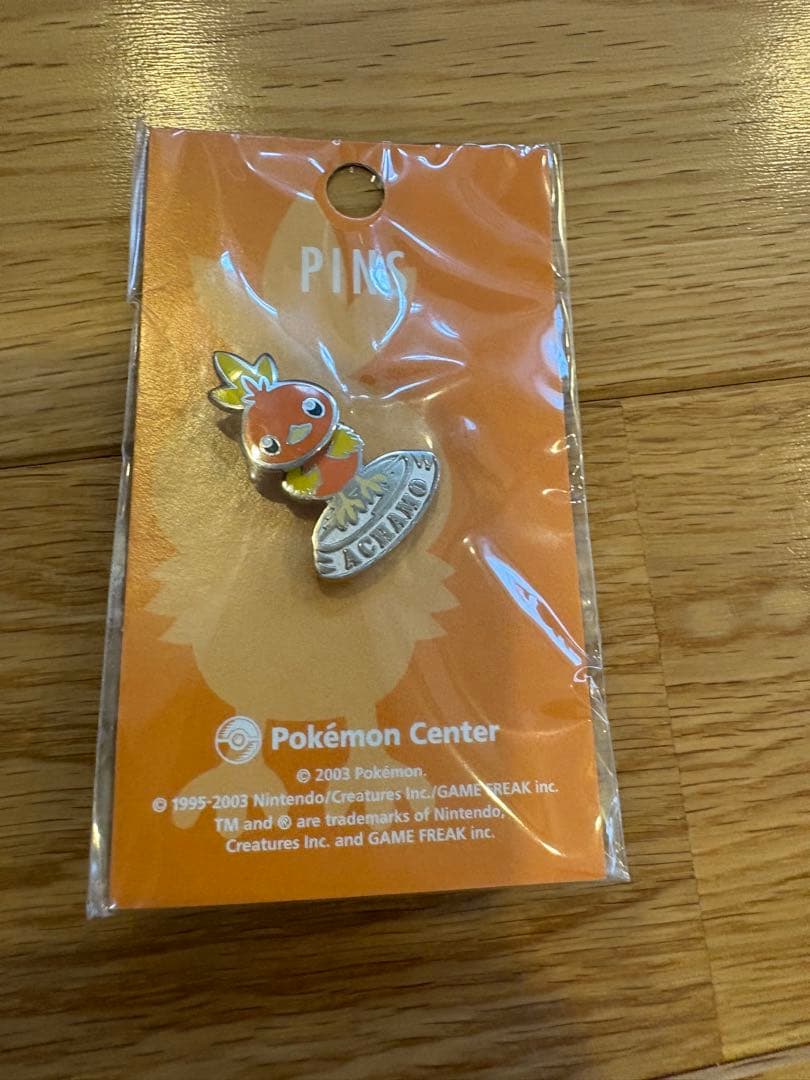 PINS
ACHAMO
Pokémon Center
© 2003 Pokémon.
© 1995-2003 Nintendo/Creatures Inc./GAME FREAK inc.
TM and ® are trademarks of Nintendo,
Creatures Inc. and GAME FREAK inc.